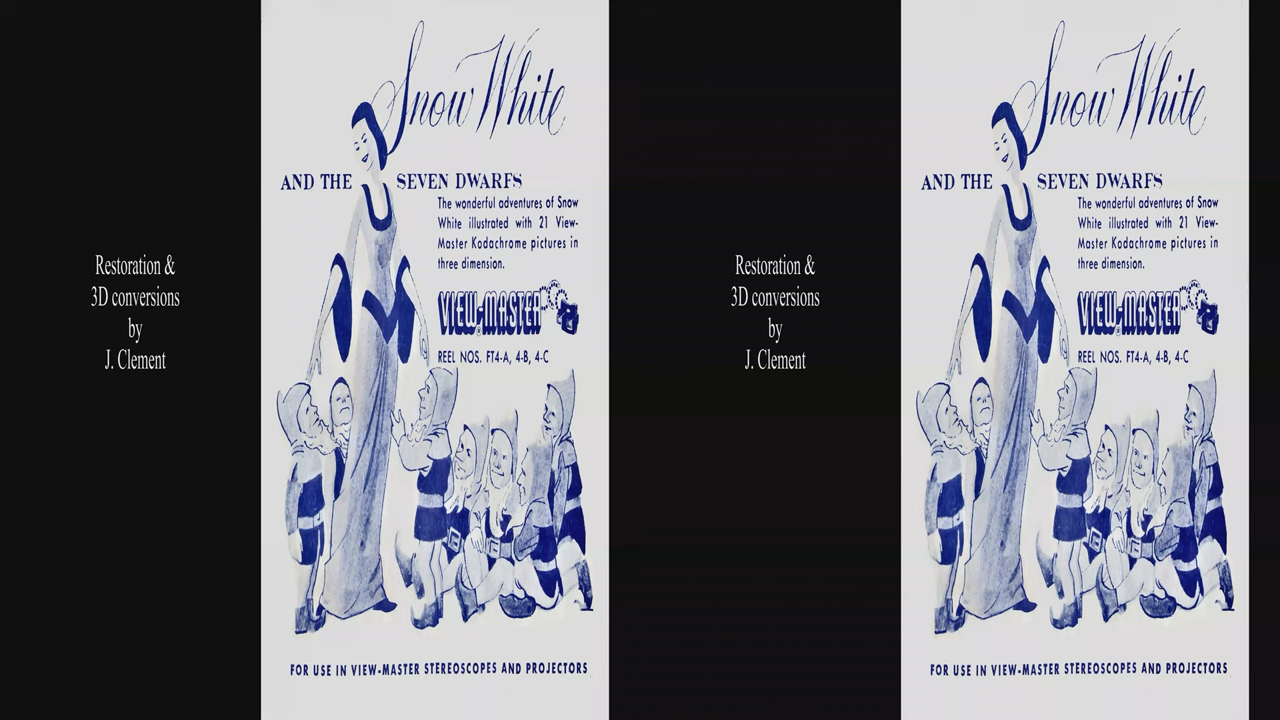 Restoration &
3D conversions
by
J. Clement
Snow White
AND THE SEVEN DWARFS
The wonderful adventures of Snow
White illustrated with 21 View-
Master Kodachrome pictures in
three dimension.
VIEW-MASTER
REEL NOS. FT4-A, 4-B, 4-C
FOR USE IN VIEW-MASTER STEREOSCOPES AND PROJECTORS
Restoration &
3D conversions
by
J. Clement
Snow White
AND THE SEVEN DWARFS
The wonderful adventures of Snow
White illustrated with 21 View-
Master Kodachrome pictures in
three dimension.
VIEW-MASTER
REEL NOS. FT4-A, 4-B, 4-C
FOR USE IN VIEW-MASTER STEREOSCOPES AND PROJECTORS